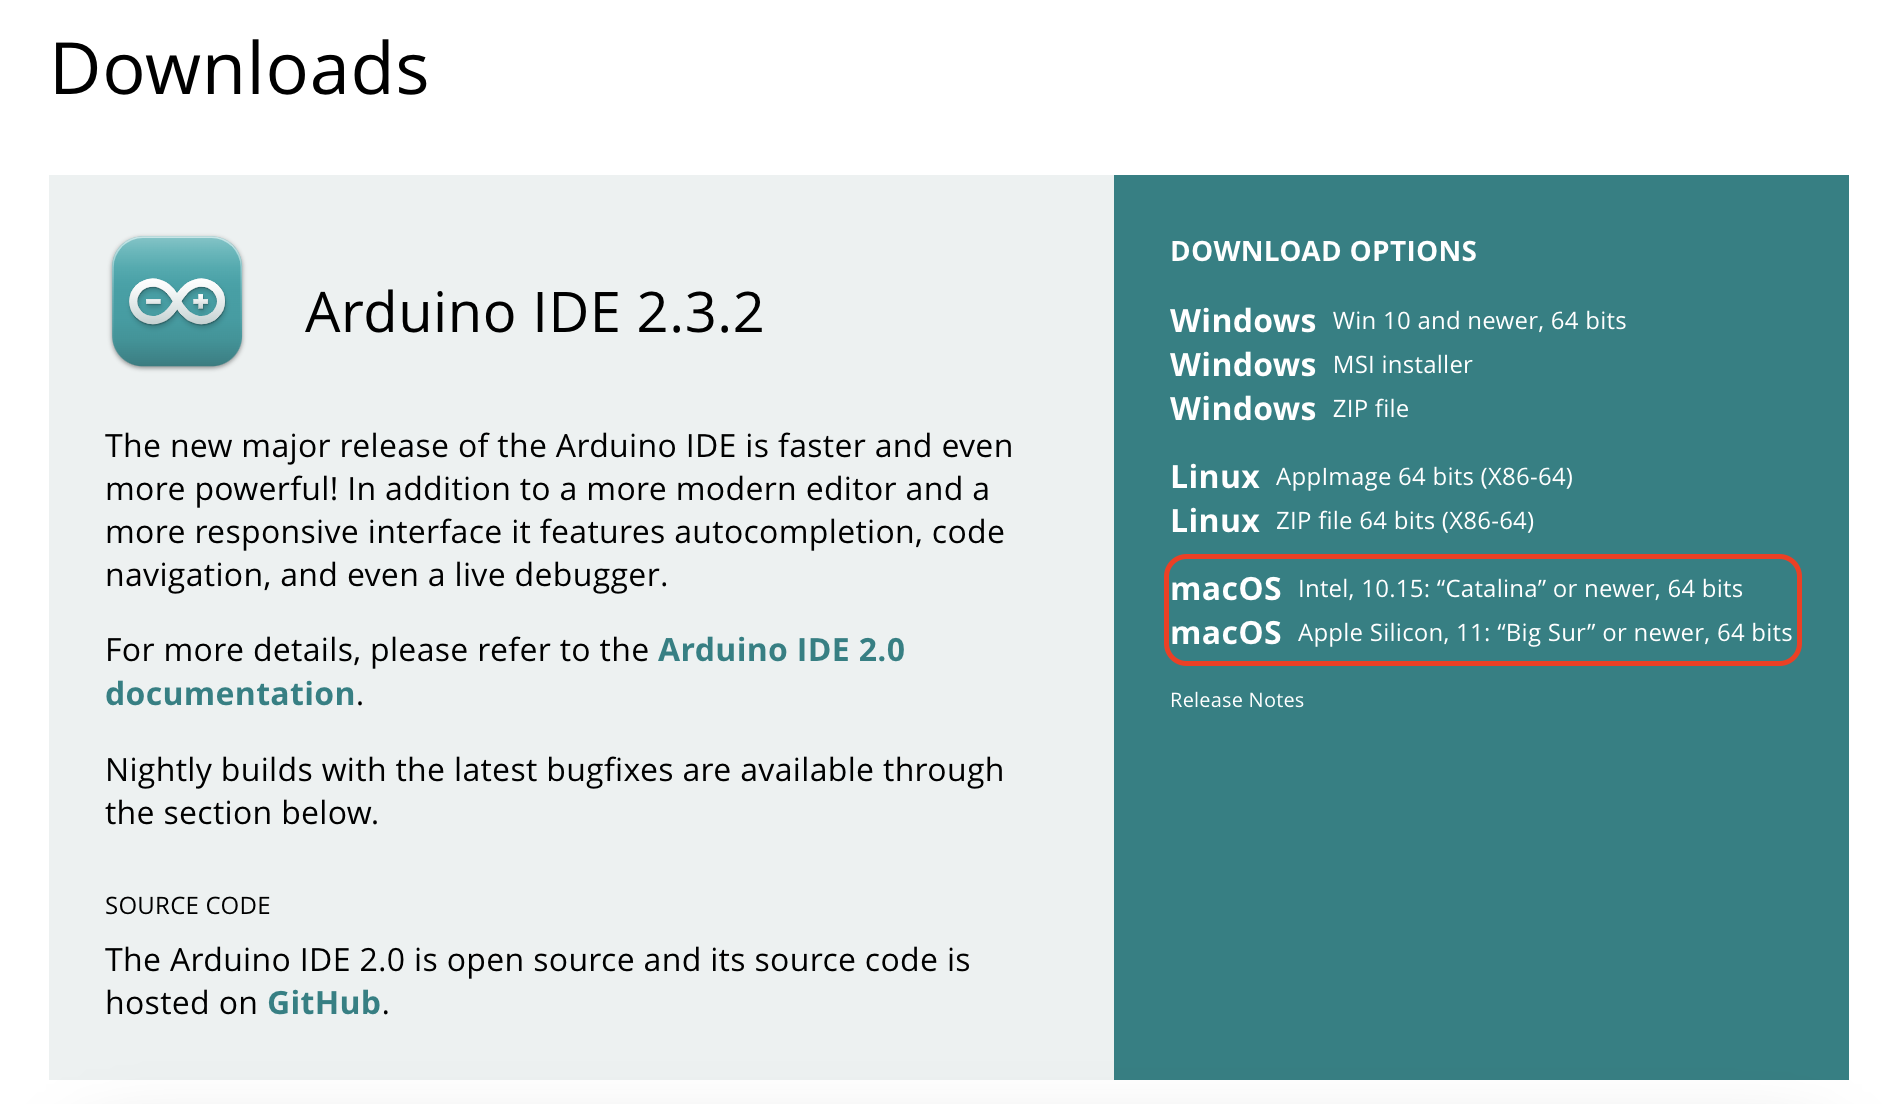 Downloads
Arduino IDE 2.3.2
The new major release of the Arduino IDE is faster and even
more powerful! In addition to a more modern editor and a
more responsive interface it features autocompletion, code
navigation, and even a live debugger.
For more details, please refer to the Arduino IDE 2.0
documentation.
Nightly builds with the latest bugfixes are available through
the section below.
SOURCE CODE
The Arduino IDE 2.0 is open source and its source code is
hosted on GitHub.
DOWNLOAD OPTIONS
Windows Win 10 and newer, 64 bits
Windows MSI installer
Windows ZIP file
Linux AppImage 64 bits (X86-64)
Linux ZIP file 64 bits (X86-64)
macOS Intel, 10.15: “Catalina” or newer, 64 bits
macOS Apple Silicon, 11: “Big Sur” or newer, 64 bits
Release Notes